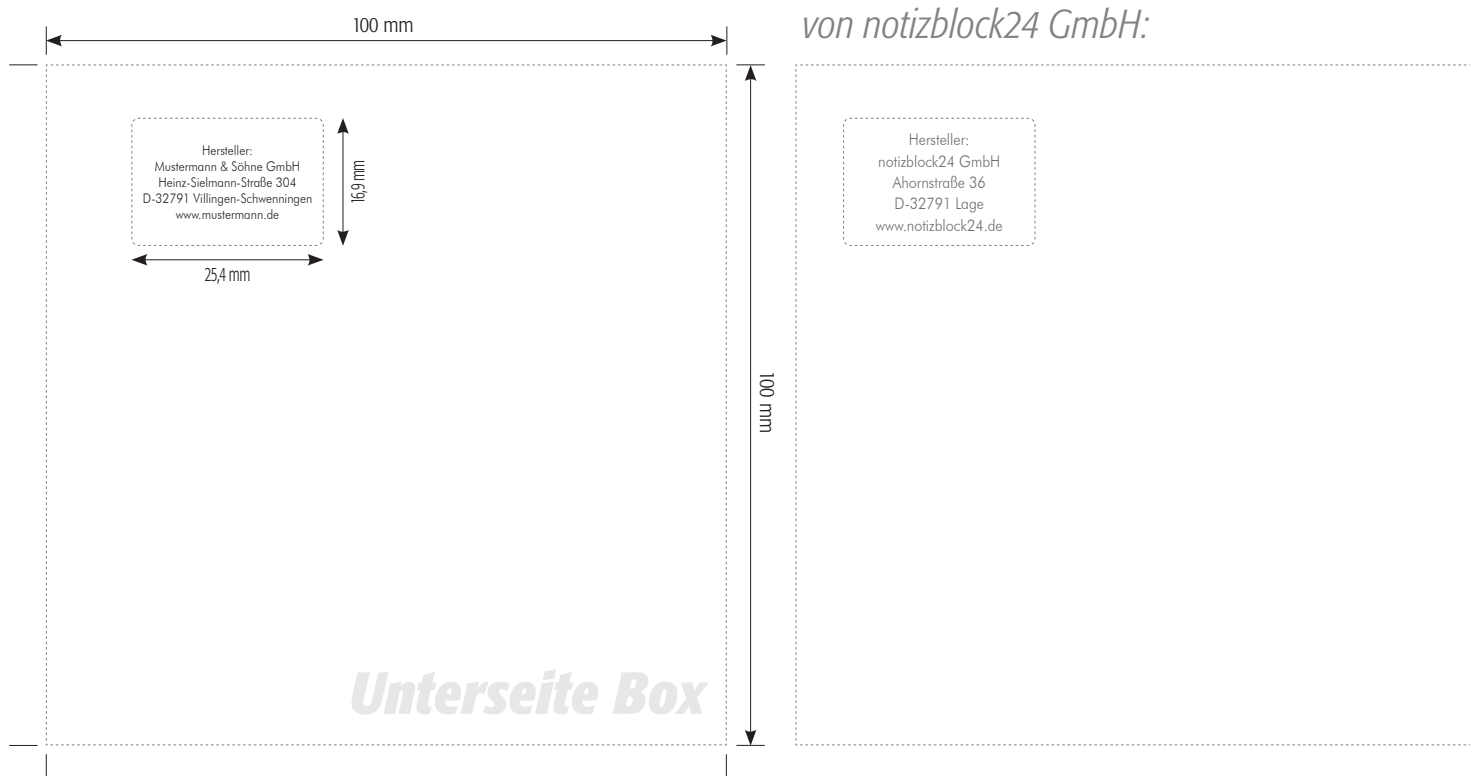 100 mm
von notizblock24 GmbH:
Hersteller:
Mustermann & Söhne GmbH
Heinz-Sielmann-Straße 304
D-32791 Villingen-Schwenningen
www.mustermann.de
16,9 mm
25,4 mm
100 mm
Hersteller:
notizblock24 GmbH
Ahornstraße 36
D-32791 Lage
www.notizblock24.de
Unterseite Box